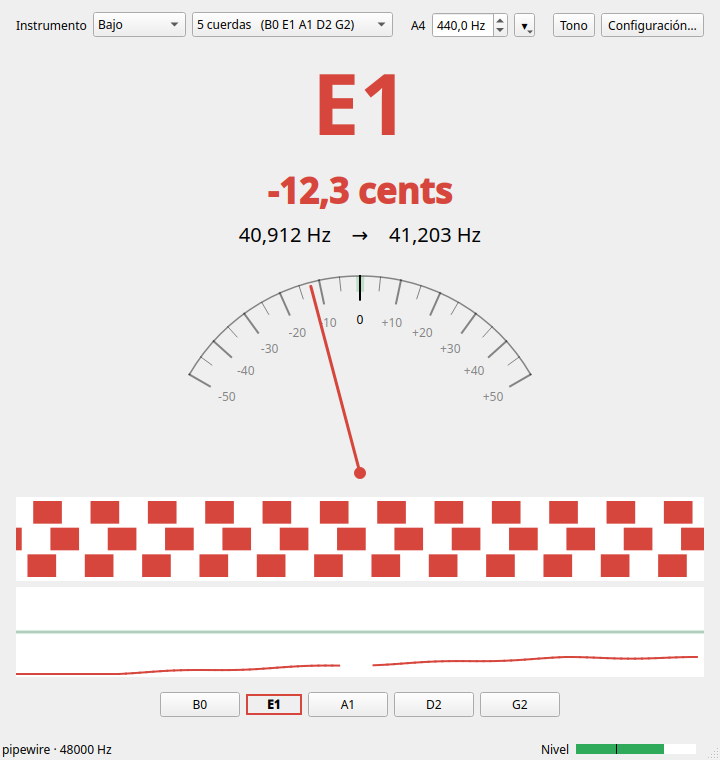 Instrumento Bajo 5 cuerdas (B0 E1 A1 D2 G2) A4 440,0 Hz Tono Configuración...
E1
-12,3 cents
40,912 Hz → 41,203 Hz
-50 -40 -30 -20 10 0 +10 +20 +30 +40 +50
B0 E1 A1 D2 G2
pipewire · 48000 Hz Nivel